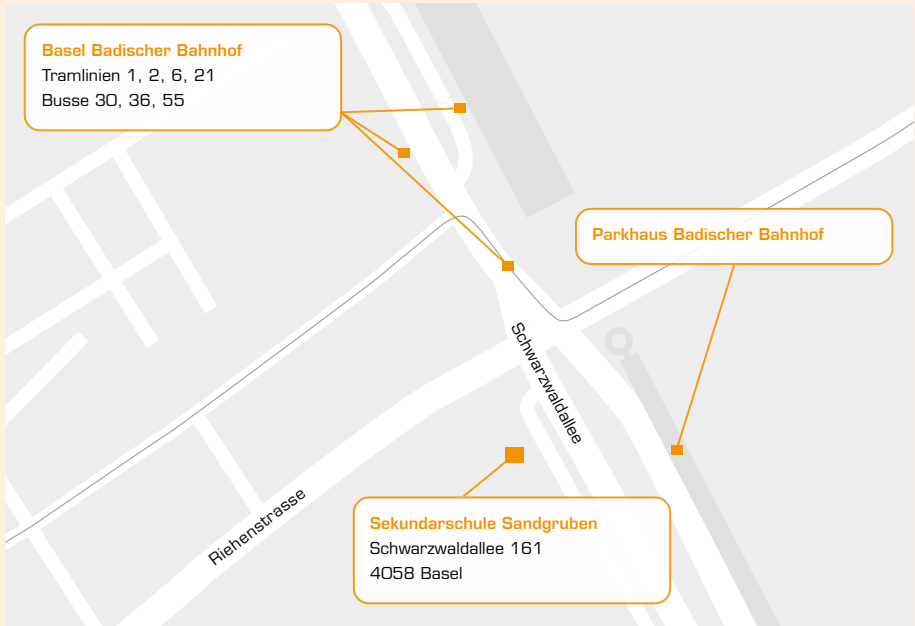 Basel Badischer Bahnhof
Tramlinien 1, 2, 6, 21
Busse 30, 36, 55
Parkhaus Badischer Bahnhof
Schwarzwaldallee
Riehenstrasse
Sekundarschule Sandgruben
Schwarzwaldallee 161
4058 Basel